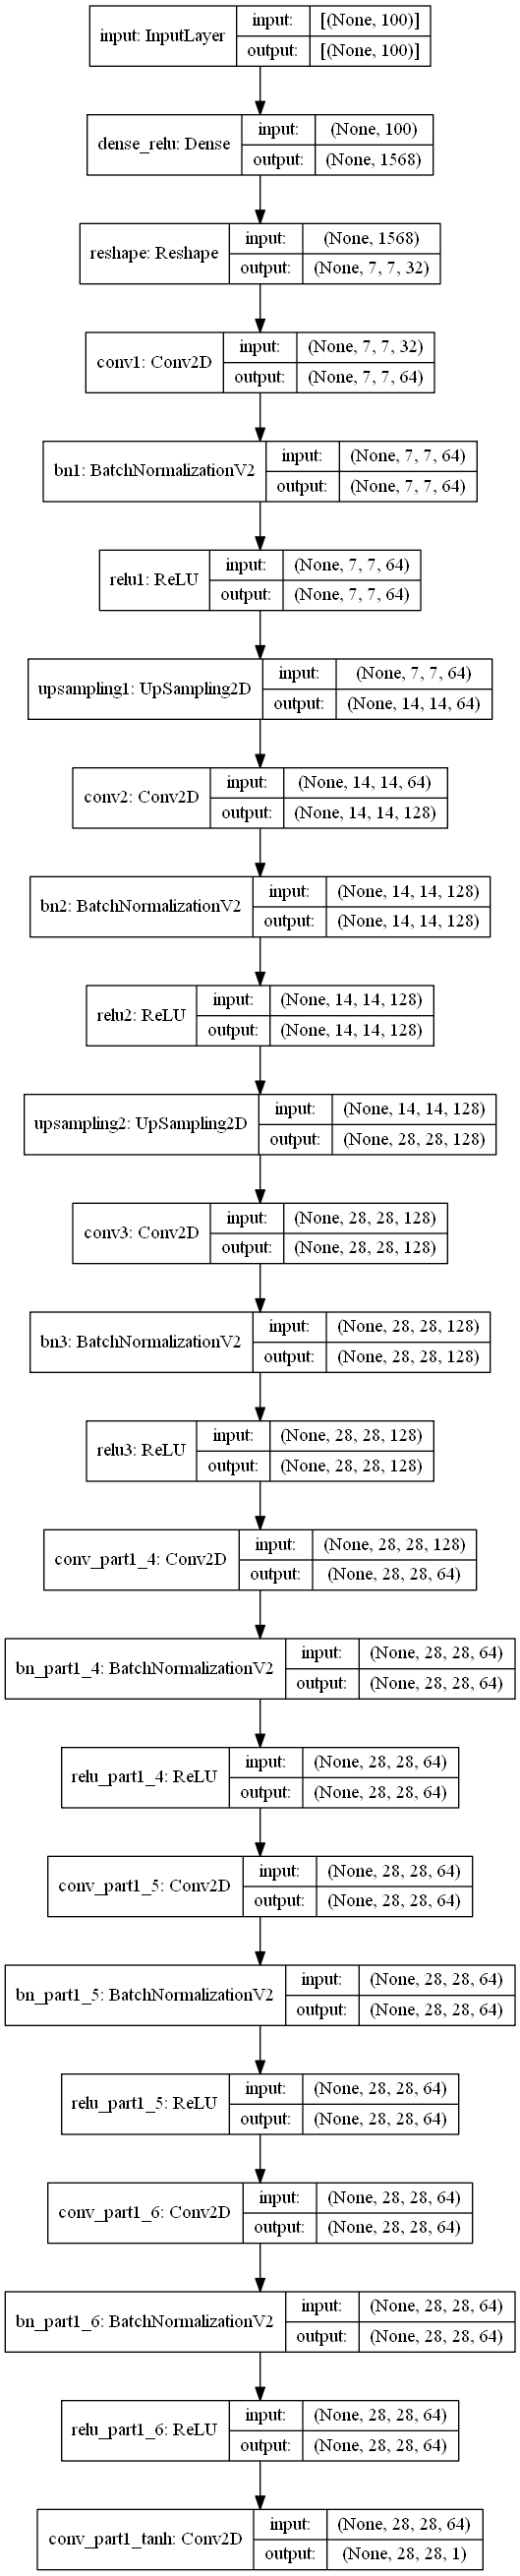 input: InputLayer
input: [(None, 100)]
output: [(None, 100)]
dense_relu: Dense
input: (None, 100)
output: (None, 1568)
reshape: Reshape
input: (None, 1568)
output: (None, 7, 7, 32)
conv1: Conv2D
input: (None, 7, 7, 32)
output: (None, 7, 7, 64)
bn1: BatchNormalizationV2
input: (None, 7, 7, 64)
output: (None, 7, 7, 64)
relu1: ReLU
input: (None, 7, 7, 64)
output: (None, 7, 7, 64)
upsampling1: UpSampling2D
input: (None, 7, 7, 64)
output: (None, 14, 14, 64)
conv2: Conv2D
input: (None, 14, 14, 64)
output: (None, 14, 14, 128)
bn2: BatchNormalizationV2
input: (None, 14, 14, 128)
output: (None, 14, 14, 128)
relu2: ReLU
input: (None, 14, 14, 128)
output: (None, 14, 14, 128)
upsampling2: UpSampling2D
input: (None, 14, 14, 128)
output: (None, 28, 28, 128)
conv3: Conv2D
input: (None, 28, 28, 128)
output: (None, 28, 28, 128)
bn3: BatchNormalizationV2
input: (None, 28, 28, 128)
output: (None, 28, 28, 128)
relu3: ReLU
input: (None, 28, 28, 128)
output: (None, 28, 28, 128)
conv_part1_4: Conv2D
input: (None, 28, 28, 128)
output: (None, 28, 28, 64)
bn_part1_4: BatchNormalizationV2
input: (None, 28, 28, 64)
output: (None, 28, 28, 64)
relu_part1_4: ReLU
input: (None, 28, 28, 64)
output: (None, 28, 28, 64)
conv_part1_5: Conv2D
input: (None, 28, 28, 64)
output: (None, 28, 28, 64)
bn_part1_5: BatchNormalizationV2
input: (None, 28, 28, 64)
output: (None, 28, 28, 64)
relu_part1_5: ReLU
input: (None, 28, 28, 64)
output: (None, 28, 28, 64)
conv_part1_6: Conv2D
input: (None, 28, 28, 64)
output: (None, 28, 28, 64)
bn_part1_6: BatchNormalizationV2
input: (None, 28, 28, 64)
output: (None, 28, 28, 64)
relu_part1_6: ReLU
input: (None, 28, 28, 64)
output: (None, 28, 28, 64)
conv_part1_tanh: Conv2D
input: (None, 28, 28, 64)
output: (None, 28, 28, 1)